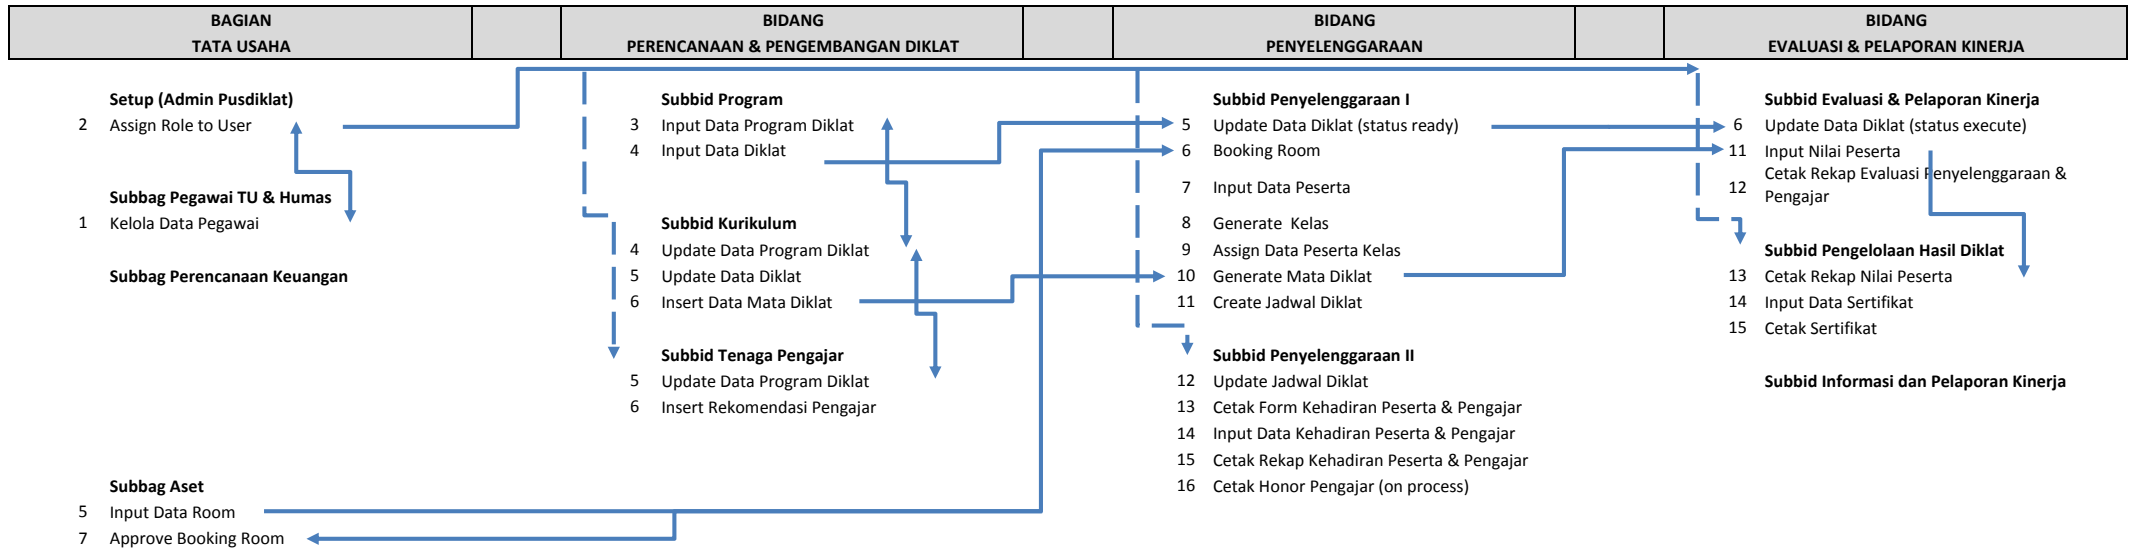 BAGIAN
TATA USAHA
BIDANG
PERENCANAAN & PENGEMBANGAN DIKLAT
BIDANG
PENYELENGGARAAN
BIDANG
EVALUASI & PELAPORAN KINERJA
Setup (Admin Pusdiklat)
2 Assign Role to User
Subbag Pegawai TU & Humas
1 Kelola Data Pegawai
Subbag Perencanaan Keuangan
Subbag Aset
5 Input Data Room
7 Approve Booking Room
Subbid Program
3 Input Data Program Diklat
4 Input Data Diklat
Subbid Kurikulum
4 Update Data Program Diklat
5 Update Data Diklat
6 Insert Data Mata Diklat
Subbid Tenaga Pengajar
5 Update Data Program Diklat
6 Insert Rekomendasi Pengajar
Subbid Penyelenggaraan I
5 Update Data Diklat (status ready)
6 Booking Room
7 Input Data Peserta
8 Generate Kelas
9 Assign Data Peserta Kelas
10 Generate Mata Diklat
11 Create Jadwal Diklat
Subbid Penyelenggaraan II
12 Update Jadwal Diklat
13 Cetak Form Kehadiran Peserta & Pengajar
14 Input Data Kehadiran Peserta & Pengajar
15 Cetak Rekap Kehadiran Peserta & Pengajar
16 Cetak Honor Pengajar (on process)
Subbid Evaluasi & Pelaporan Kinerja
6 Update Data Diklat (status execute)
11 Input Nilai Peserta
12 Cetak Rekap Evaluasi Penyelenggaraan &
Pengajar
Subbid Pengelolaan Hasil Diklat
13 Cetak Rekap Nilai Peserta
14 Input Data Sertifikat
15 Cetak Sertifikat
Subbid Informasi dan Pelaporan Kinerja